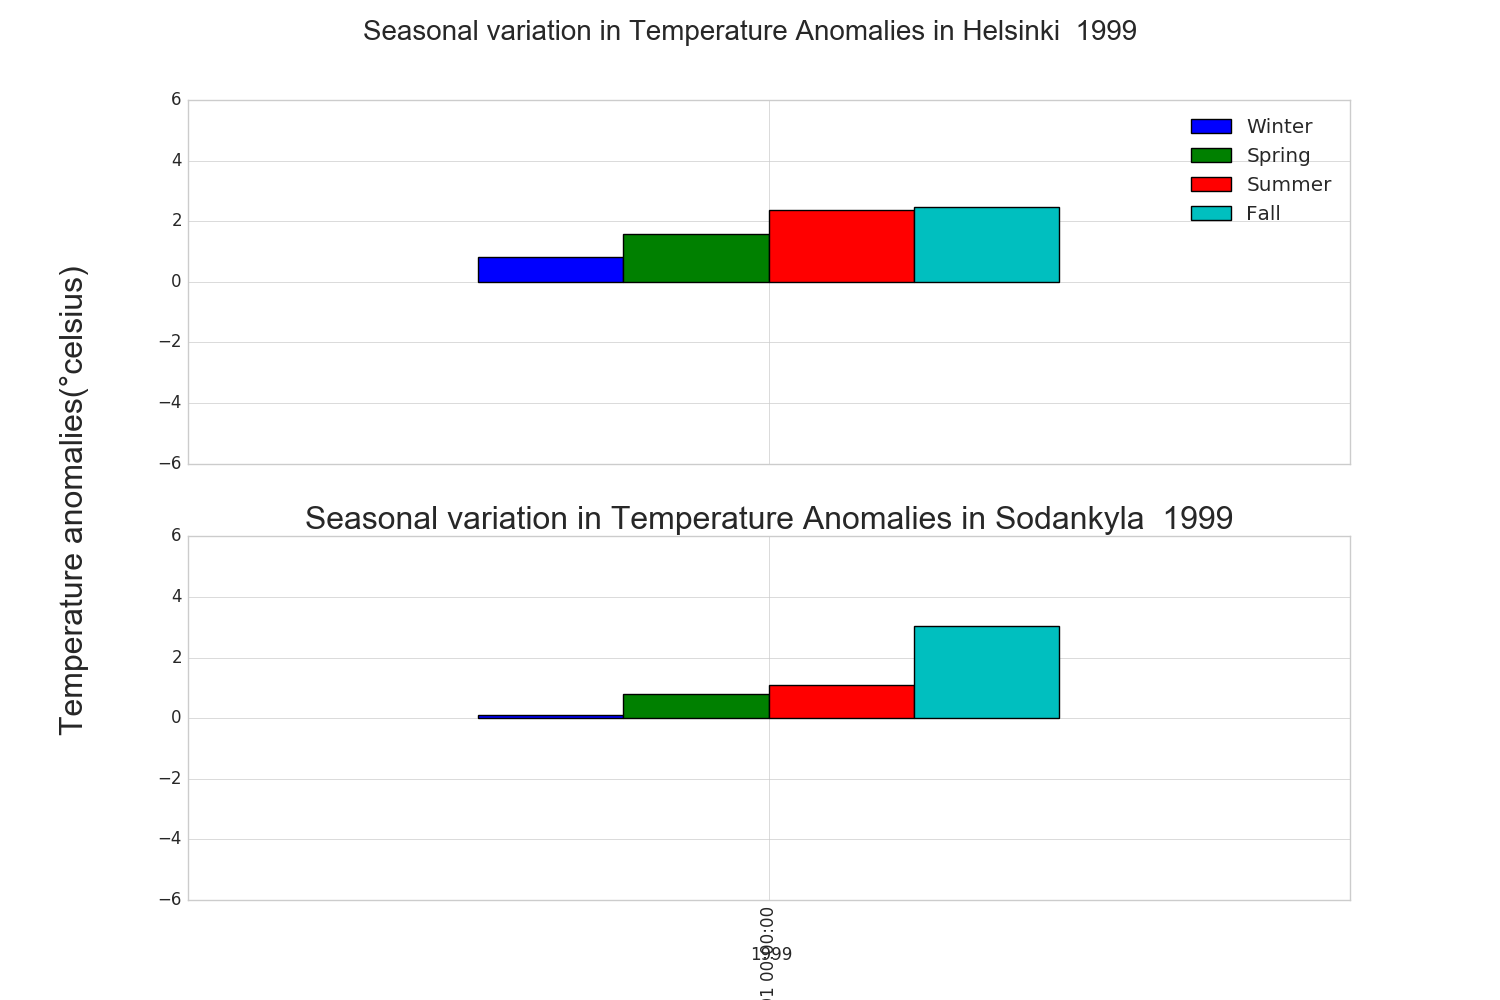 Seasonal variation in Temperature Anomalies in Helsinki  1999
6
4
2
0
−2
−4
−6
Winter
Spring
Summer
Fall
Temperature anomalies(°celsius)
Seasonal variation in Temperature Anomalies in Sodankyla  1999
6
4
2
0
−2
−4
−6
1999